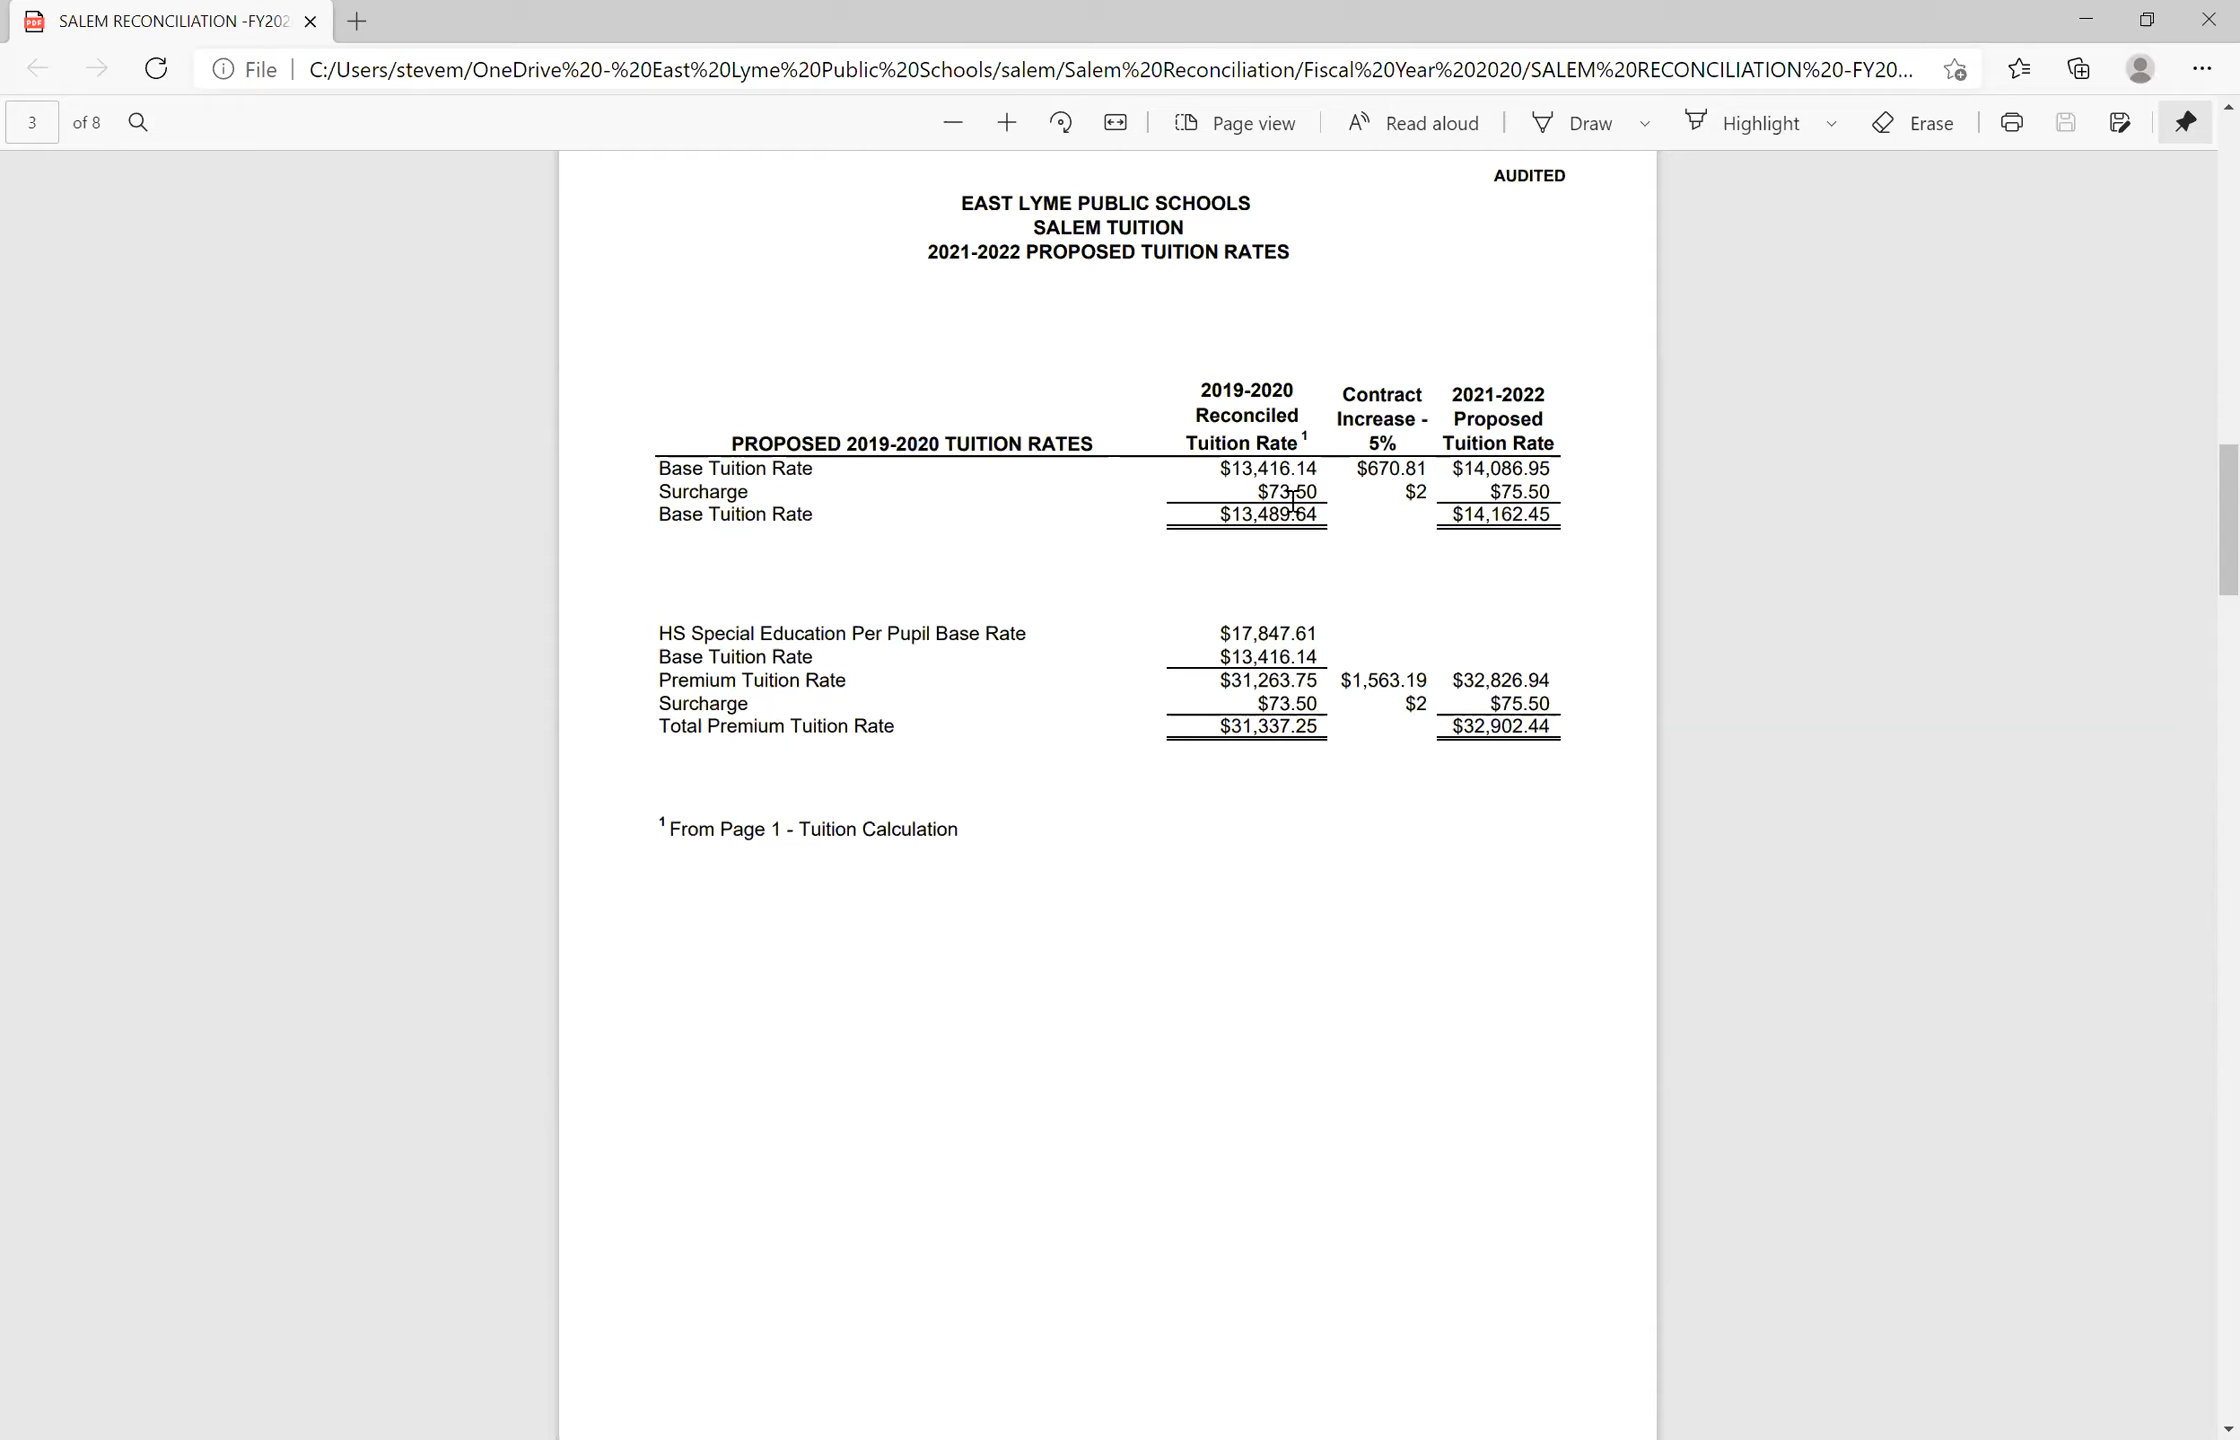 SALEM RECONCILIATION -FY202
File
C:/Users/stevem/OneDrive%20-%20East%20Lyme%20Public%20Schools/salem/Salem%20Reconciliation/Fiscal%20Year%202020/SALEM%20RECONCILIATION%20-FY20...
3 of 8 Page view Read aloud Draw Highlight Erase
AUDITED
EAST LYME PUBLIC SCHOOLS
SALEM TUITION
2021-2022 PROPOSED TUITION RATES
2019-2020 Contract 2021-2022
Reconciled Increase - Proposed
PROPOSED 2019-2020 TUITION RATES Tuition Rate 1 5% Tuition Rate
Base Tuition Rate $13,416.14 $670.81 $14,086.95
Surcharge $73.50 $2 $75.50
Base Tuition Rate $13,489.64 $14,162.45
HS Special Education Per Pupil Base Rate $17,847.61
Base Tuition Rate $13,416.14
Premium Tuition Rate $31,263.75 $1,563.19 $32,826.94
Surcharge $73.50 $2 $75.50
Total Premium Tuition Rate $31,337.25 $32,902.44
1 From Page 1 - Tuition Calculation